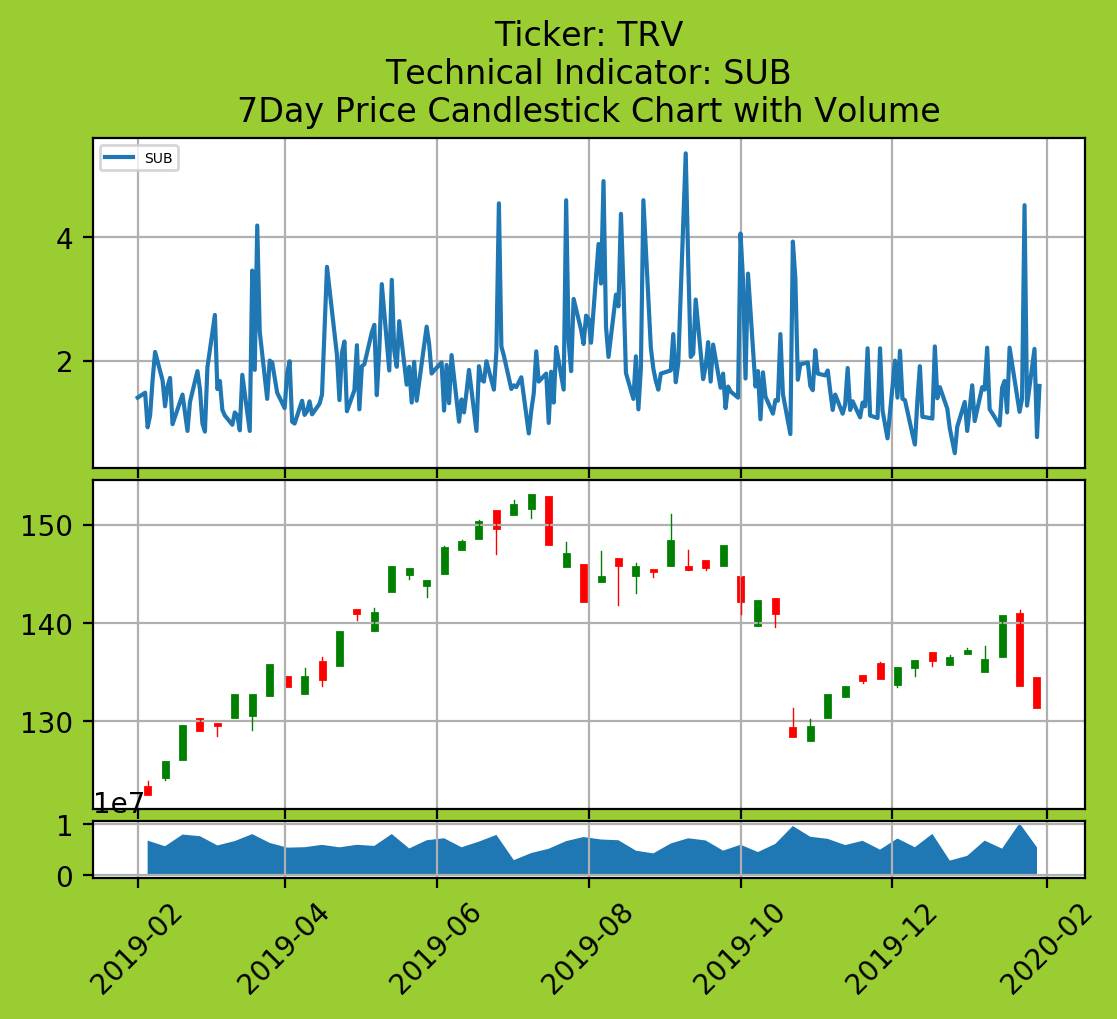 Ticker: TRV
Technical Indicator: SUB
7Day Price Candlestick Chart with Volume
SUB
4
2
150
140
130
1e7
1
0
2019-02
2019-04
2019-06
2019-08
2019-10
2019-12
2020-02